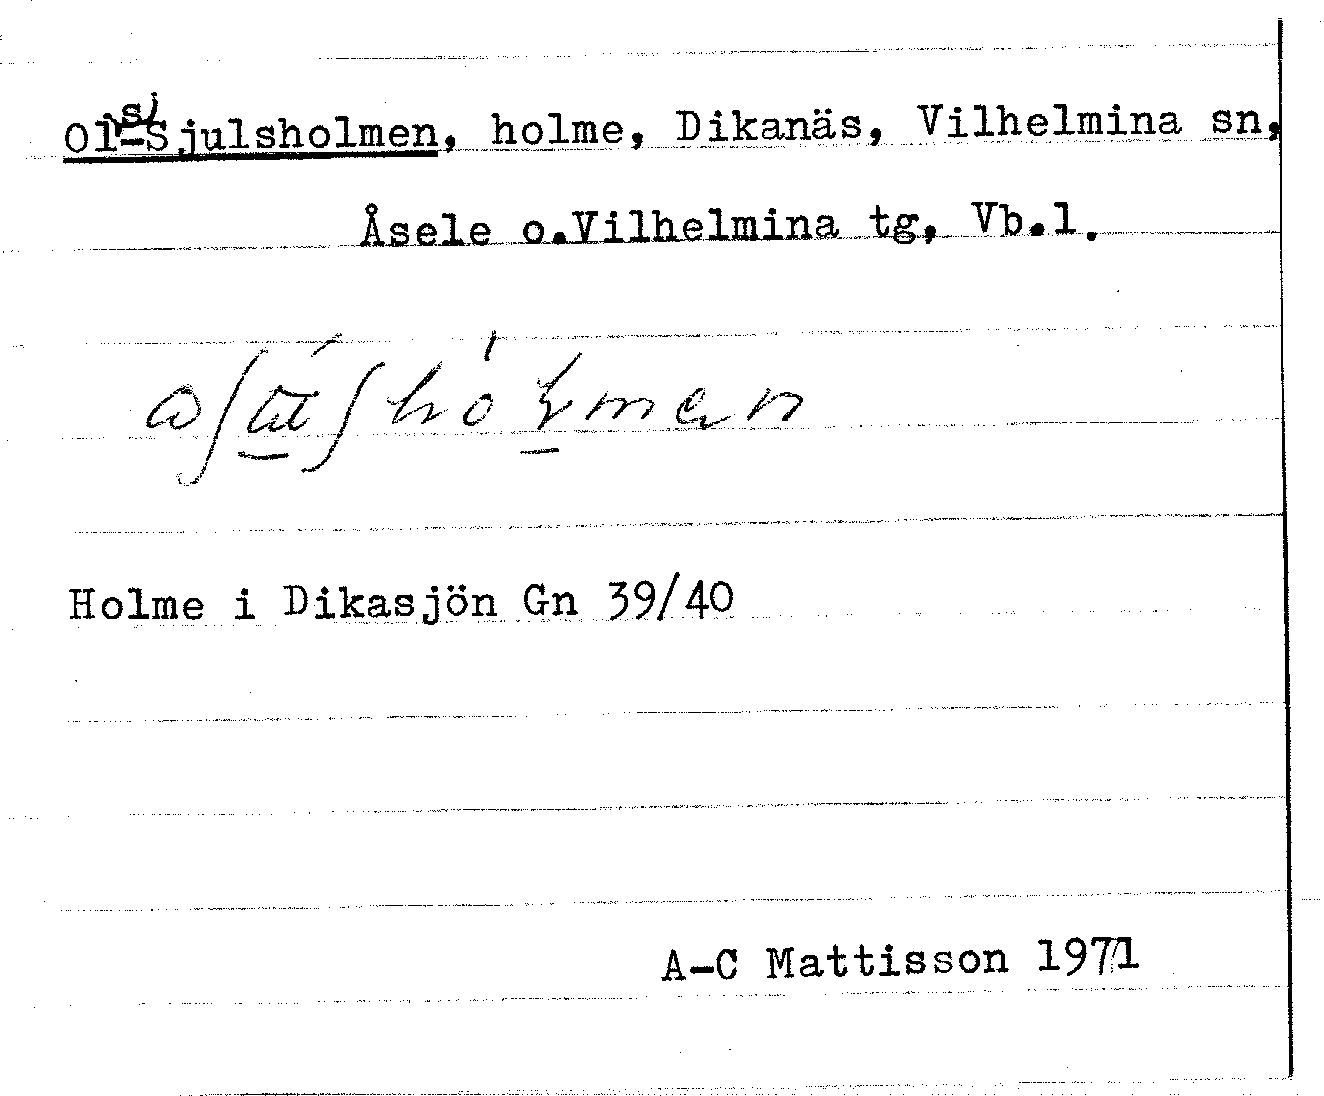 Ol-Sjulsholmen, holme, Dikanäs, Vilhelmina sn,
Åsele o.Vilhelmina tg, Vb.l.
Holme i Dikasjön Gn 39/40
A-C Mattisson 1971